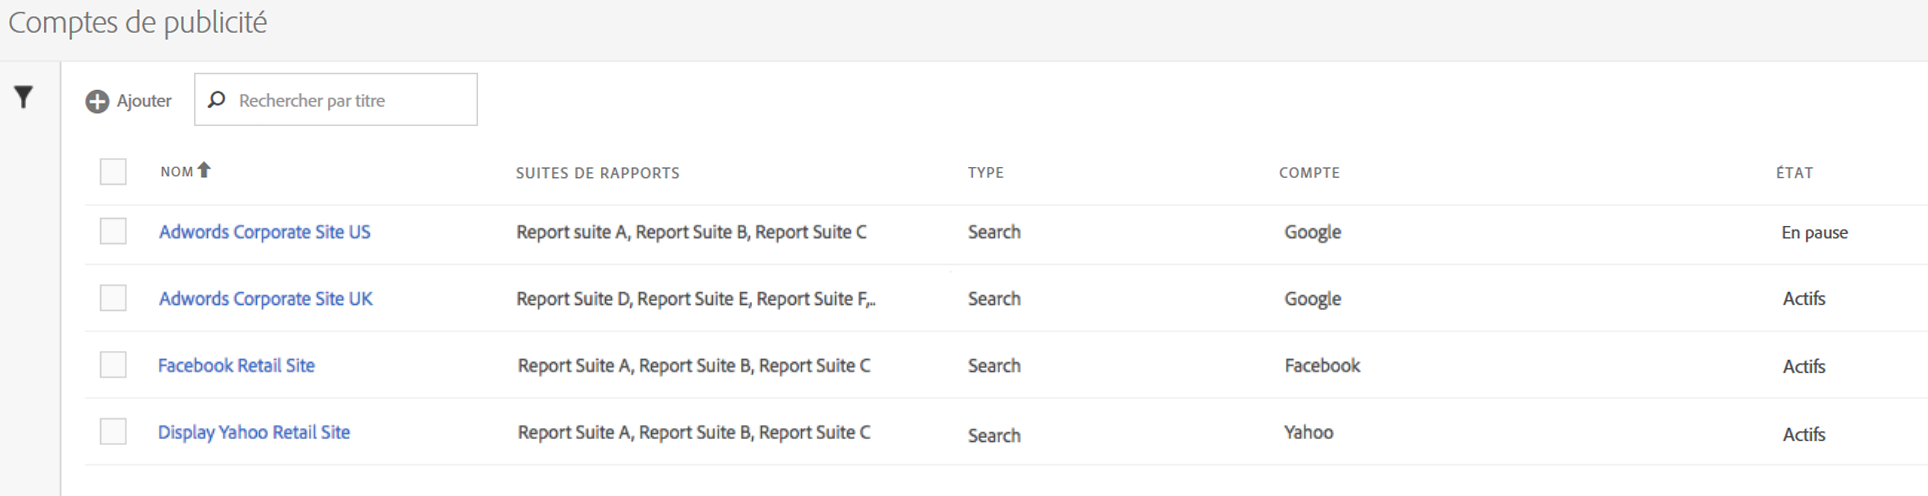 Comptes de publicité
Ajouter Rechercher par titre
NOM SUITES DE RAPPORTS TYPE COMPTE ÉTAT
Adwords Corporate Site US Report suite A, Report Suite B, Report Suite C Search Google En pause
Adwords Corporate Site UK Report Suite D, Report Suite E, Report Suite F,.. Search Google Actifs
Facebook Retail Site Report Suite A, Report Suite B, Report Suite C Search Facebook Actifs
Display Yahoo Retail Site Report Suite A, Report Suite B, Report Suite C Search Yahoo Actifs